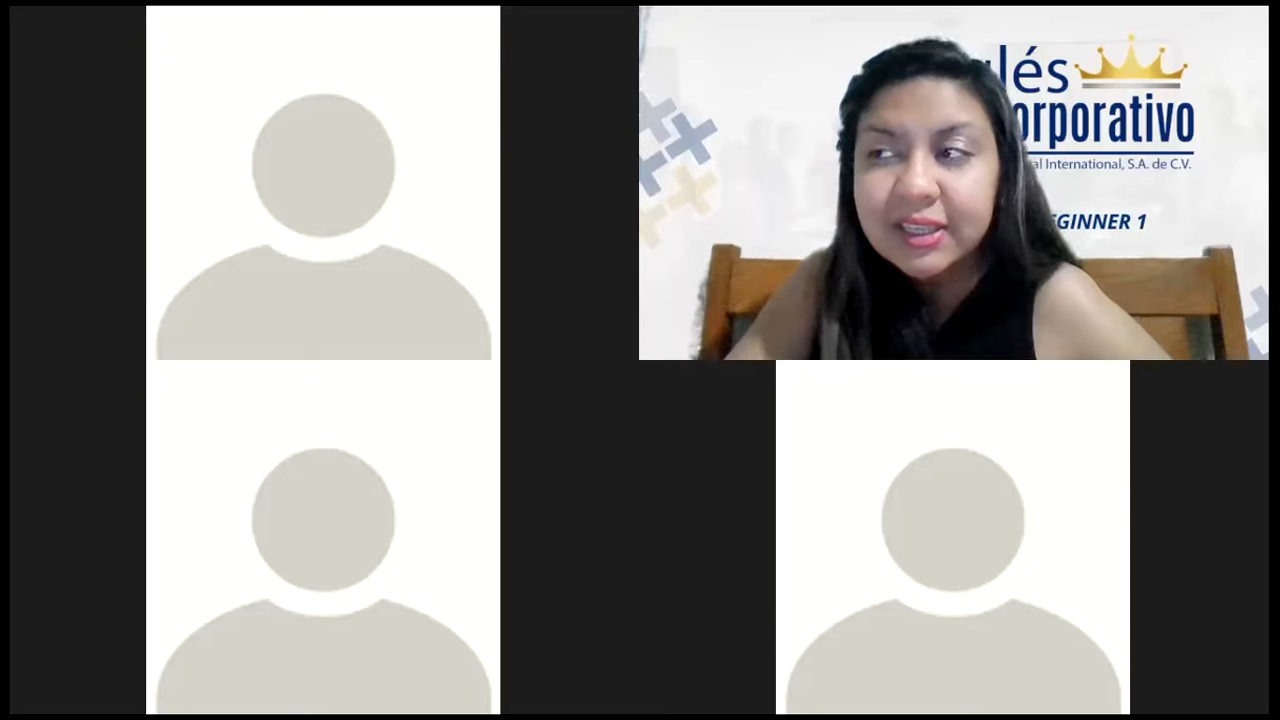 lés
orporativo
al International, S.A. de C.V.
EGINNER 1